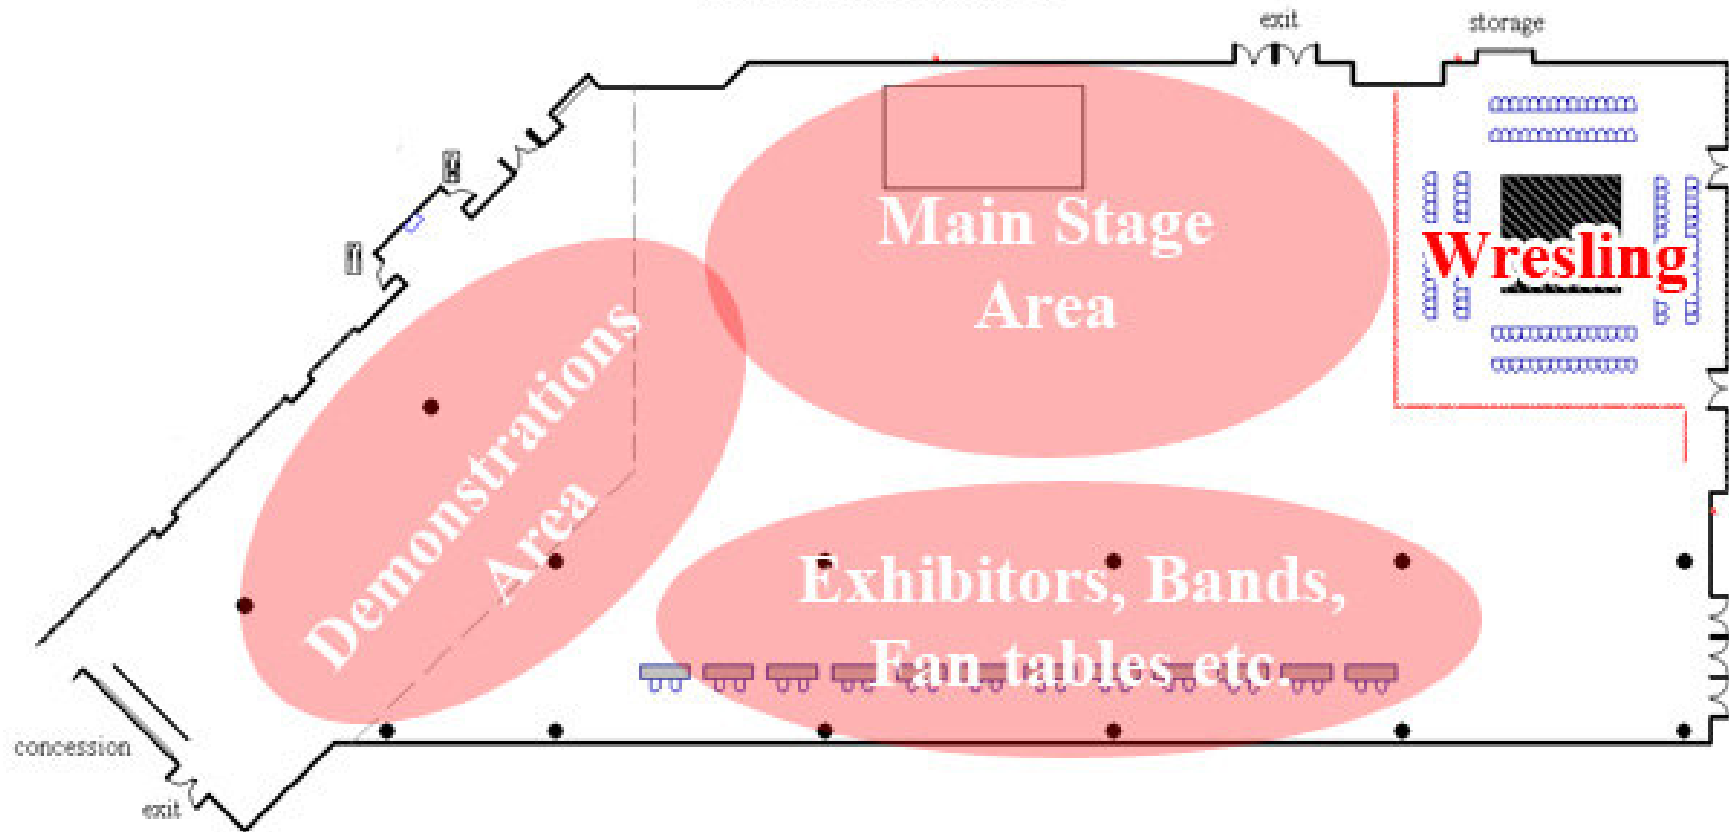 exit
storage
Main Stage
Area
Wresling
Demonstrations
Area
Exhibitors, Bands,
Fan tables etc.
concession
exit